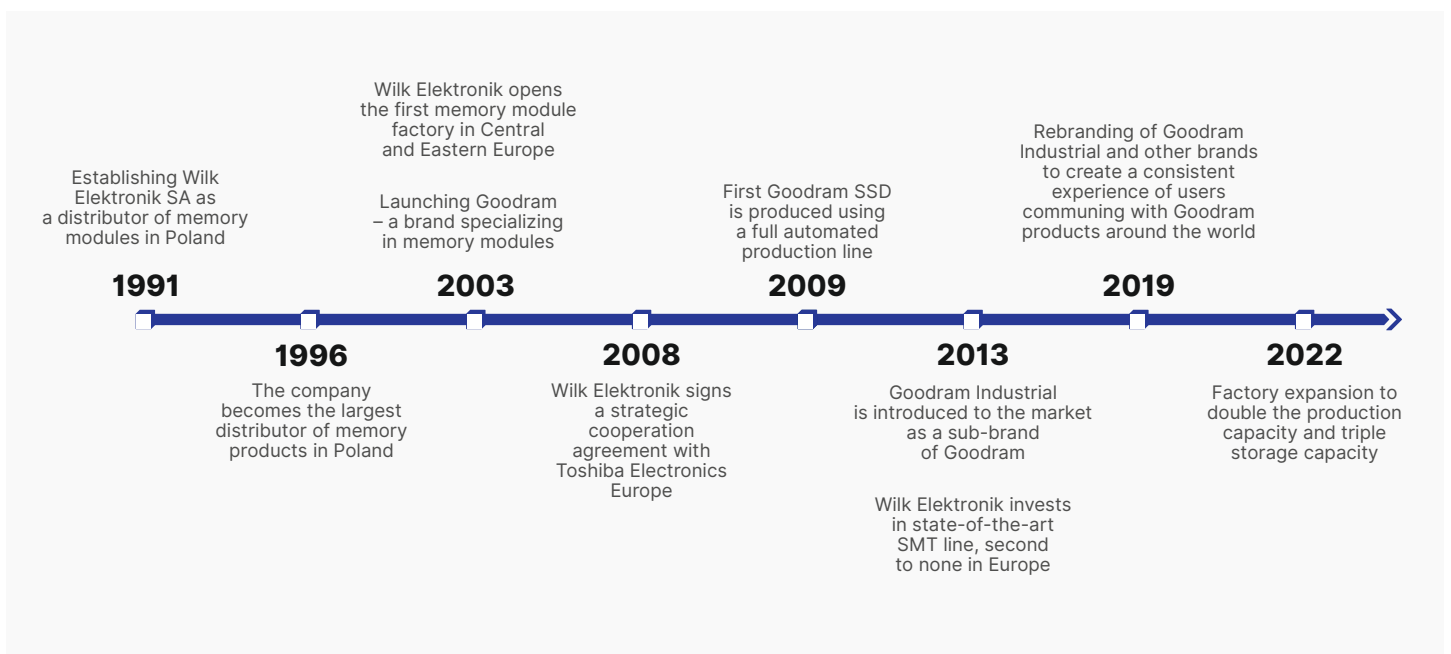 Establishing Wilk
Elektronik SA as
a distributor of memory
modules in Poland
1991
The company
becomes the largest
distributor of memory
products in Poland
1996
Wilk Elektronik opens
the first memory module
factory in Central
and Eastern Europe
Launching Goodram
– a brand specializing
in memory modules
2003
2008
Wilk Elektronik signs
a strategic
cooperation
agreement with
Toshiba Electronics
Europe
First Goodram SSD
is produced using
a full automated
production line
2009
2013
Goodram Industrial
is introduced to the market
as a sub-brand
of Goodram
Wilk Elektronik invests
in state-of-the-art
SMT line, second
to none in Europe
Rebranding of Goodram
Industrial and other brands
to create a consistent
experience of users
communing with Goodram
products around the world
2019
2022
Factory expansion to
double the production
capacity and triple
storage capacity